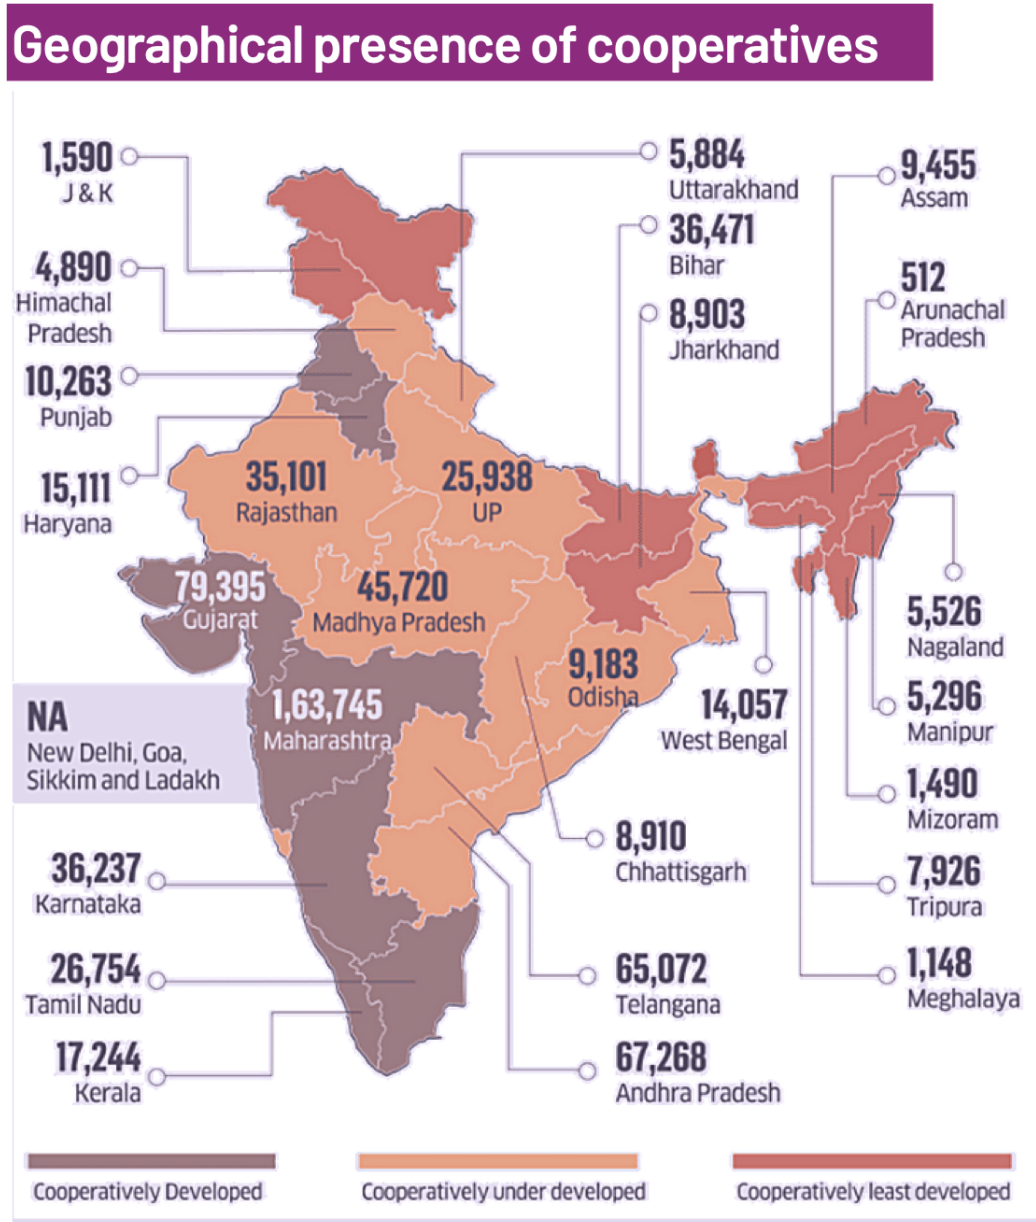 Geographical presence of cooperatives
1,590
J & K
4,890
Himachal
Pradesh
10,263
Punjab
15,111
Haryana
5,884
Uttarakhand
36,471
Bihar
8,903
Jharkhand
9,455
Assam
512
Arunachal
Pradesh
35,101
Rajasthan
25,938
UP
79,395
Gujarat
45,720
Madhya Pradesh
9,183
Odisha
1,63,745
Maharashtra
NA
New Delhi, Goa,
Sikkim and Ladakh
14,057
West Bengal
5,526
Nagaland
5,296
Manipur
1,490
Mizoram
7,926
Tripura
1,148
Meghalaya
8,910
Chhattisgarh
65,072
Telangana
67,268
Andhra Pradesh
36,237
Karnataka
26,754
Tamil Nadu
17,244
Kerala
Cooperatively Developed
Cooperatively under developed
Cooperatively least developed